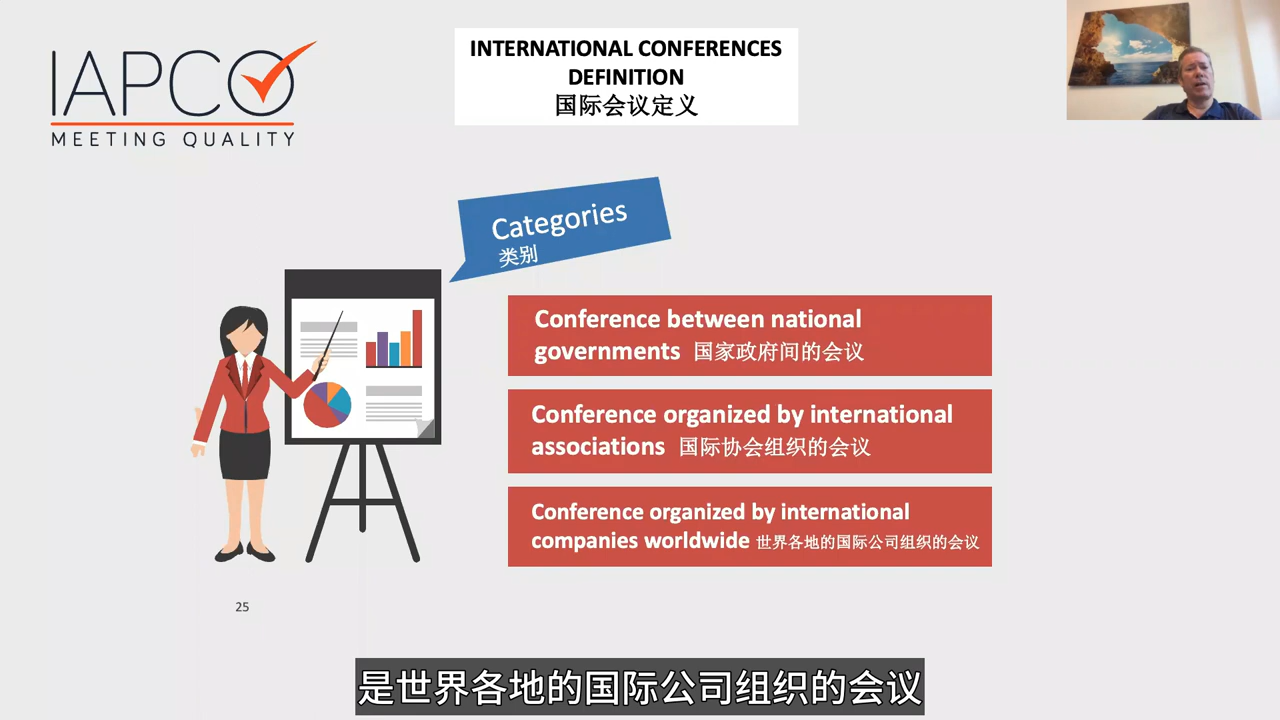 IAPCO
MEETING QUALITY
INTERNATIONAL CONFERENCES
DEFINITION
国际会议定义
Categories
类别
Conference between national
governments 国家政府间的会议
Conference organized by international
associations 国际协会组织的会议
Conference organized by international
companies worldwide 世界各地的国际公司组织的会议
25
是世界各地的国际公司组织的会议